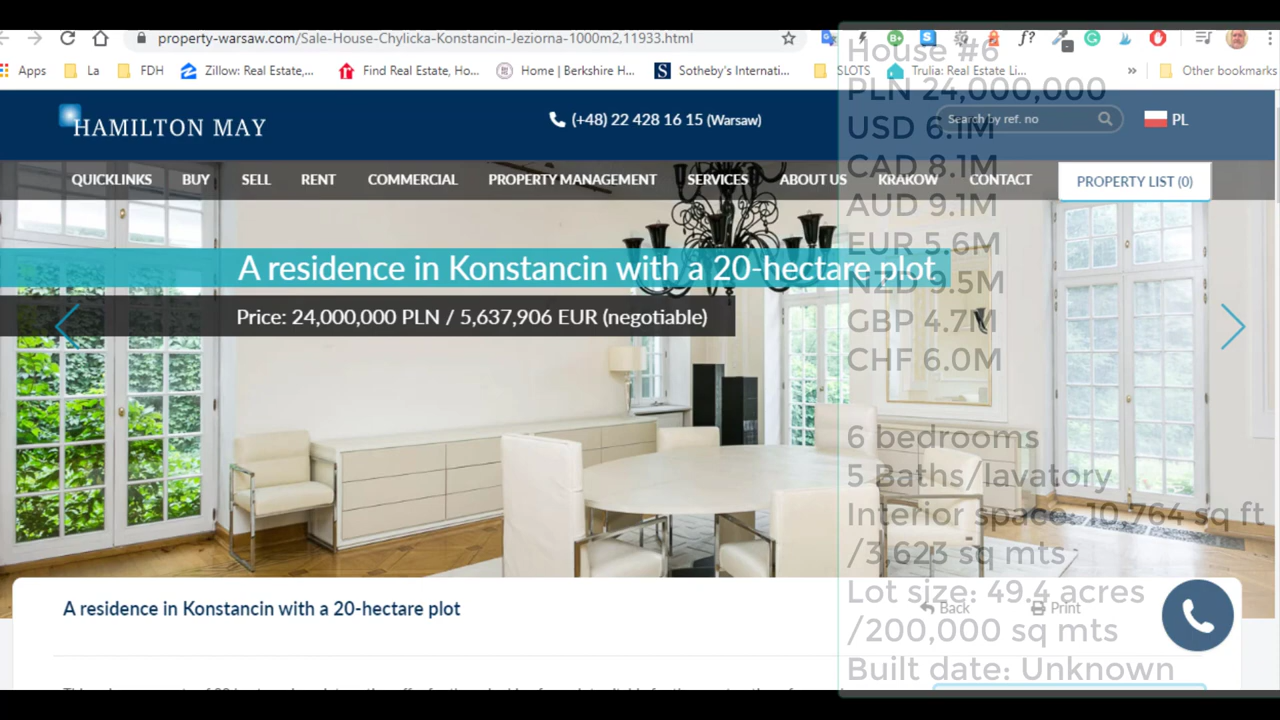 property-warsaw.com/Sale-House-Chylicka-Konstancin-Jeziorna-1000m2,11933.html
Apps La FDH Zillow: Real Estate,... Find Real Estate, Ho... Home | Berkshire H... Sotheby's Internati... SLOTS Trulia: Real Estate Li... » Other bookmarks
HAMILTON MAY
(+48) 22 428 16 15 (Warsaw)
Search by ref. no
PL
QUICKLINKS BUY SELL RENT COMMERCIAL PROPERTY MANAGEMENT SERVICES ABOUT US KRAKOW CONTACT PROPERTY LIST (0)
A residence in Konstancin with a 20-hectare plot
Price: 24,000,000 PLN / 5,637,906 EUR (negotiable)
A residence in Konstancin with a 20-hectare plot
Back Print
House #6
PLN 24,000,000
USD 6.1M
CAD 8.1M
AUD 9.1M
EUR 5.6M
NZD 9.5M
GBP 4.7M
CHF 6.0M
6 bedrooms
5 Baths/lavatory
Interior space: 10,764 sq ft
/3,623 sq mts
Lot size: 49.4 acres
/200,000 sq mts
Built date: Unknown